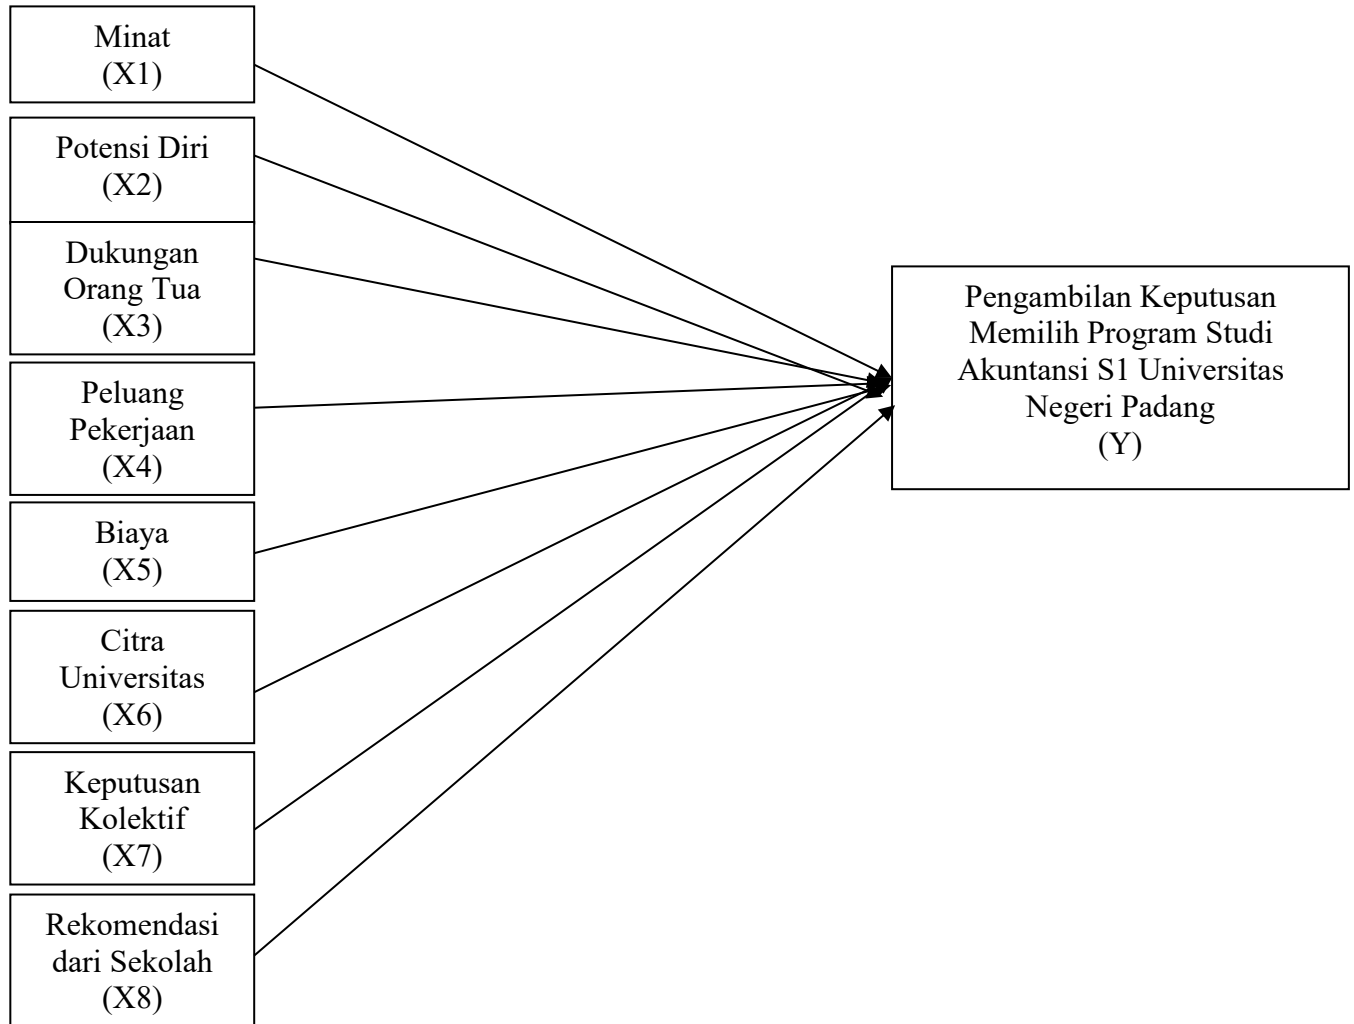 Minat
(X1)
Potensi Diri
(X2)
Dukungan
Orang Tua
(X3)
Peluang
Pekerjaan
(X4)
Biaya
(X5)
Citra
Universitas
(X6)
Keputusan
Kolektif
(X7)
Rekomendasi
dari Sekolah
(X8)
Pengambilan Keputusan
Memilih Program Studi
Akuntansi S1 Universitas
Negeri Padang
(Y)